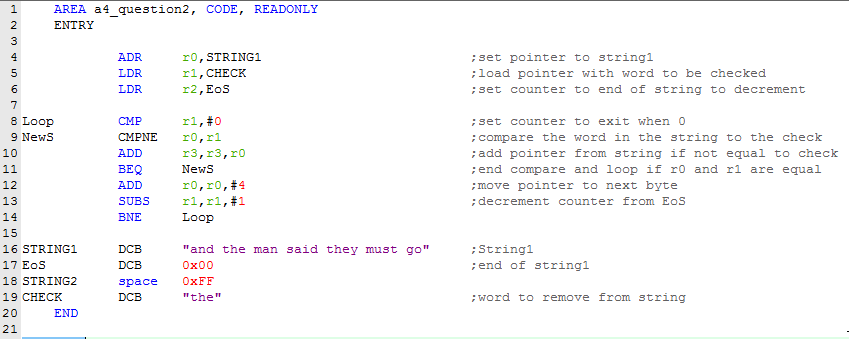 1 AREA a4_question2, CODE, READONLY
2 ENTRY
3
4 ADR r0,STRING1 ;set pointer to string1
5 LDR r1,CHECK ;load pointer with word to be checked
6 LDR r2,EoS ;set counter to end of string to decrement
7
8 Loop CMP r1,#0 ;set counter to exit when 0
9 NewS CMPNE r0,r1 ;compare the word in the string to the check
10 ADD r3,r3,r0 ;add pointer from string if not equal to check
11 BEQ NewS ;end compare and loop if r0 and r1 are equal
12 ADD r0,r0,#4 ;move pointer to next byte
13 SUBS r1,r1,#1 ;decrement counter from EoS
14 BNE Loop
15
16 STRING1 DCB "and the man said they must go" ;String1
17 EoS DCB 0x00 ;end of string1
18 STRING2 space 0xFF
19 CHECK DCB "the" ;word to remove from string
20 END
21